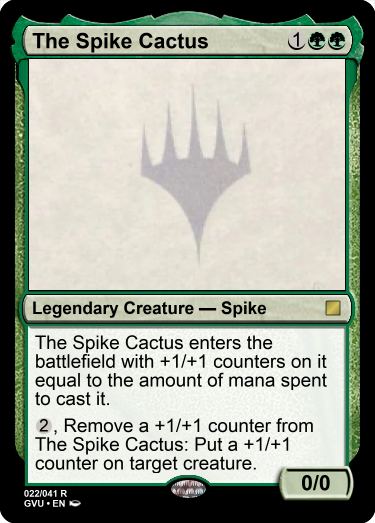 The Spike Cactus 1
Legendary Creature — Spike
The Spike Cactus enters the
battlefield with +1/+1 counters on it
equal to the amount of mana spent
to cast it.
2, Remove a +1/+1 counter from
The Spike Cactus: Put a +1/+1
counter on target creature.
0/0
022/041 R
GVU • EN